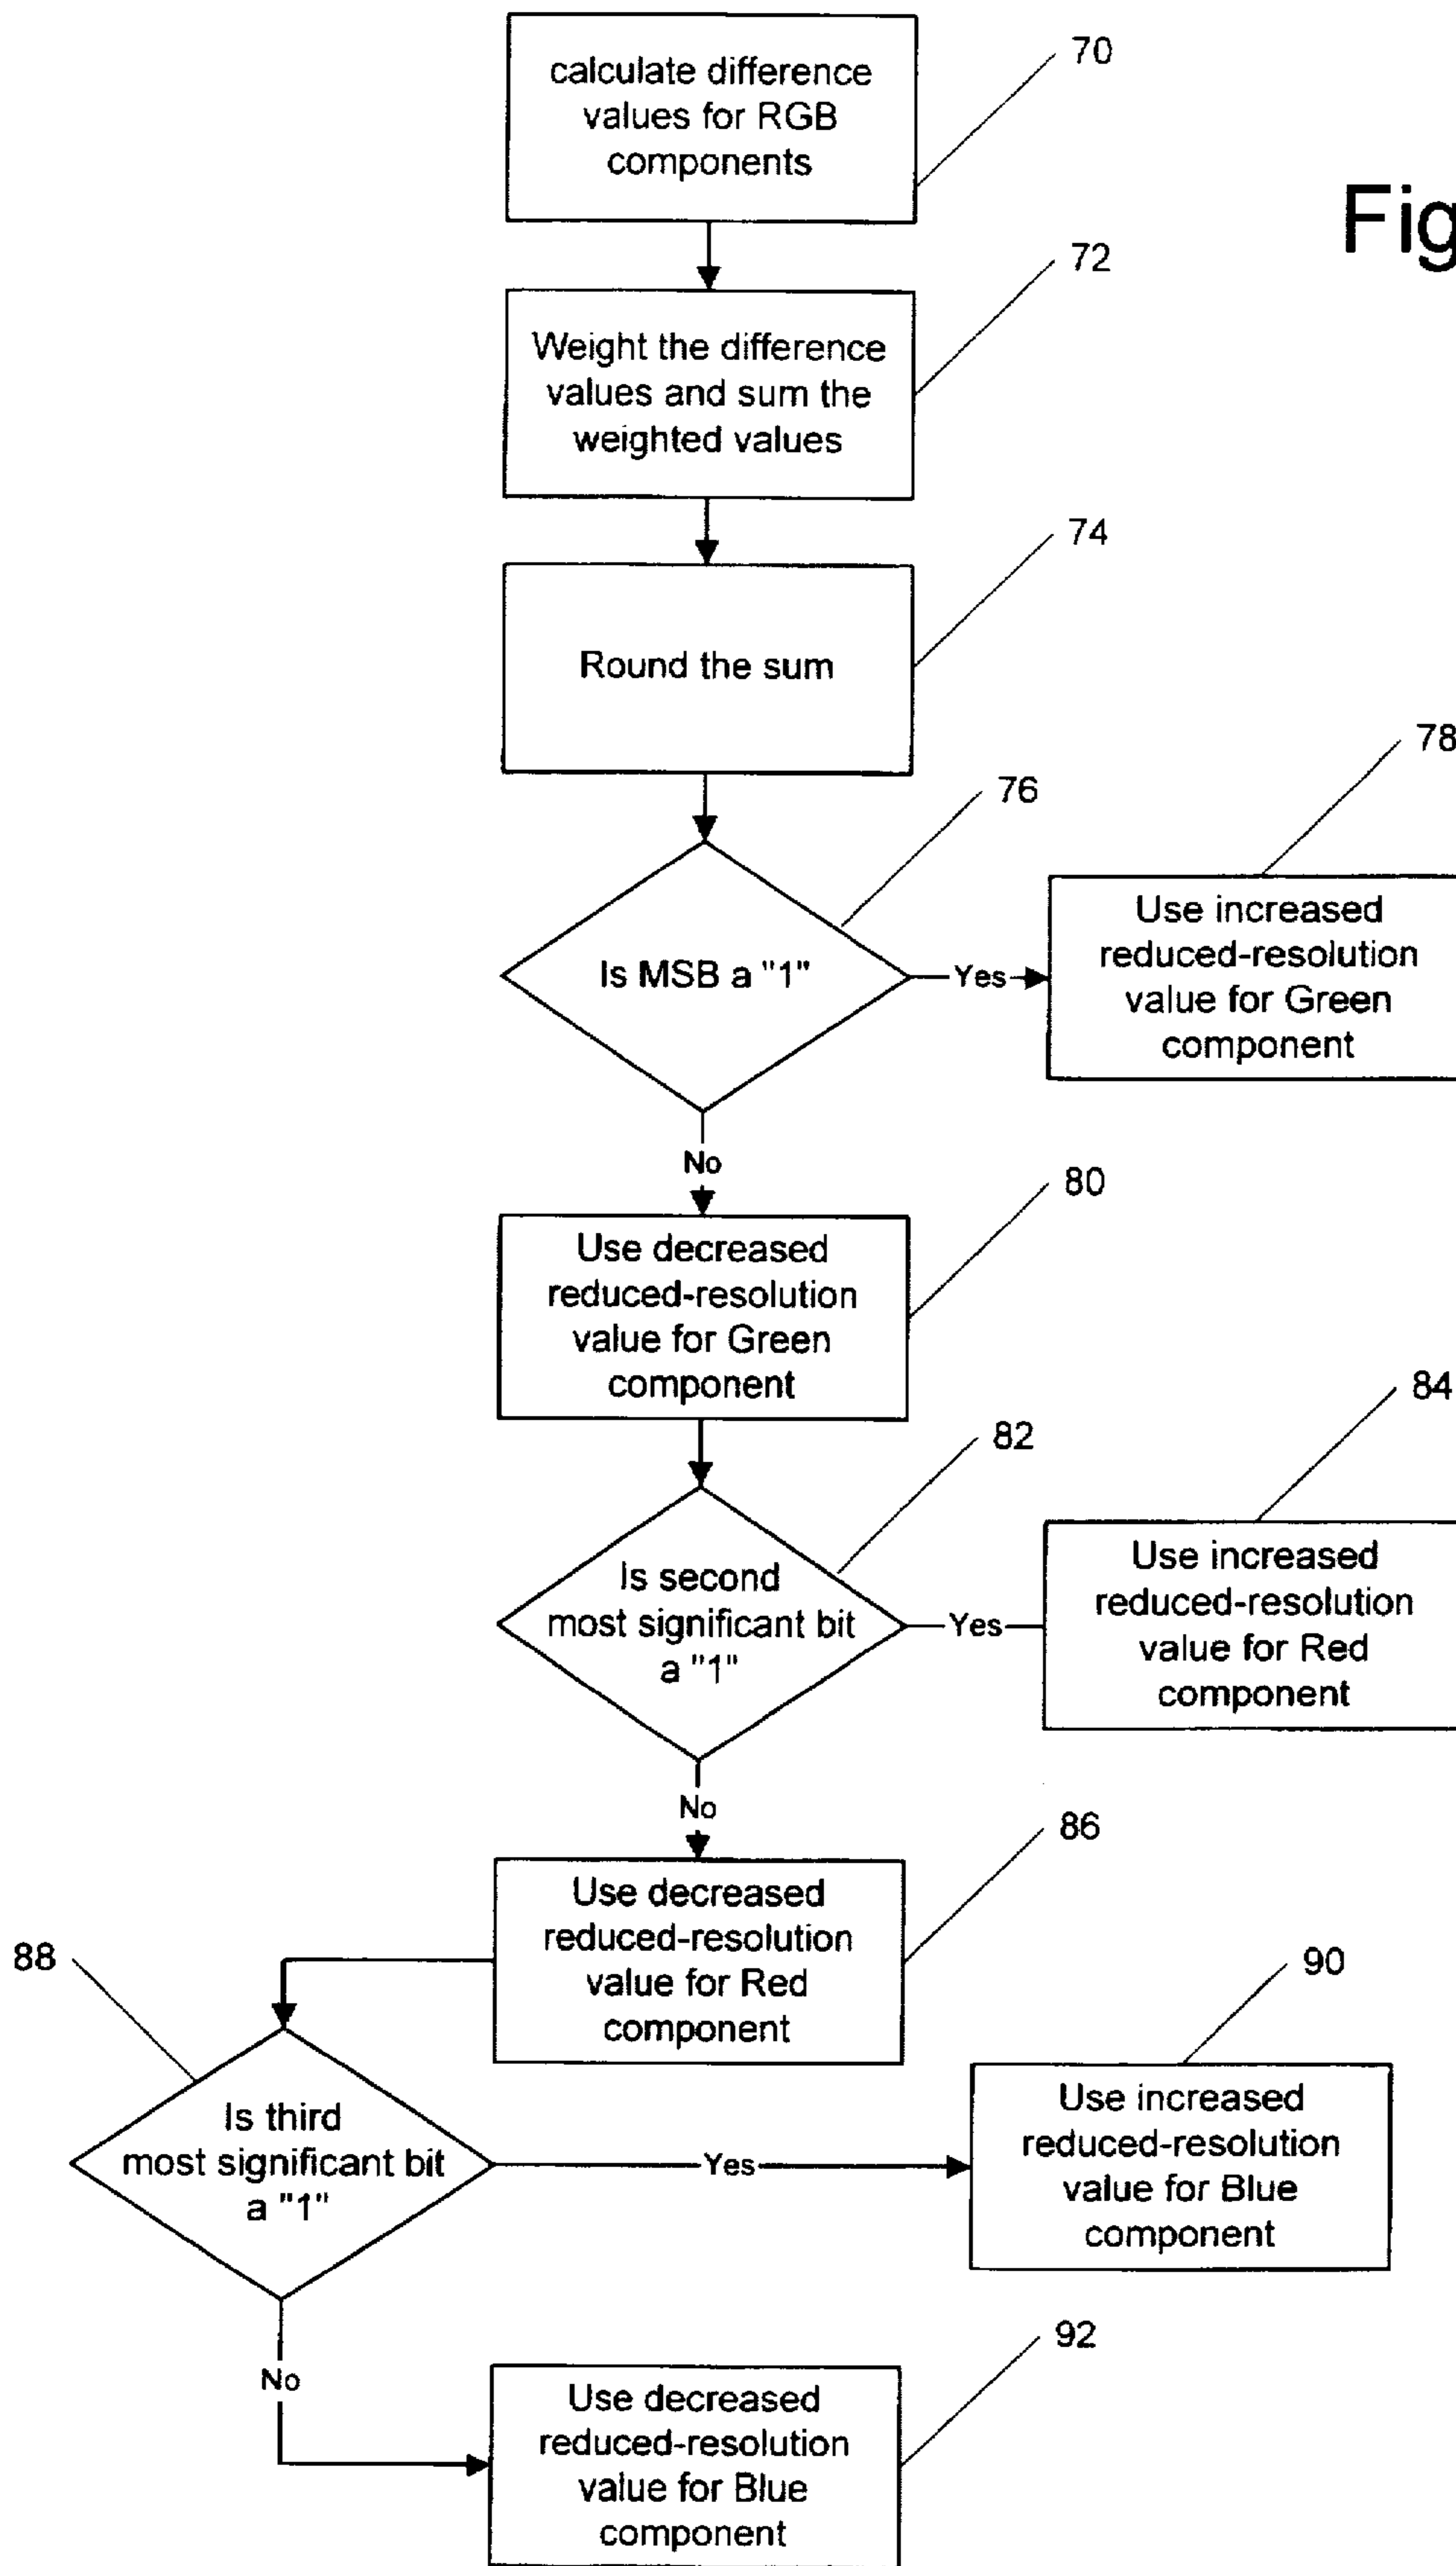 calculate difference
values for RGB
components
70
Fig
Weight the difference
values and sum the
weighted values
72
Round the sum
74
Is MSB a "1"
76
Yes
Use increased
reduced-resolution
value for Green
component
78
No
Use decreased
reduced-resolution
value for Green
component
80
Is second
most significant bit
a "1"
82
Yes
Use increased
reduced-resolution
value for Red
component
84
No
Use decreased
reduced-resolution
value for Red
component
86
88
Is third
most significant bit
a "1"
Yes
Use increased
reduced-resolution
value for Blue
component
90
No
Use decreased
reduced-resolution
value for Blue
component
92